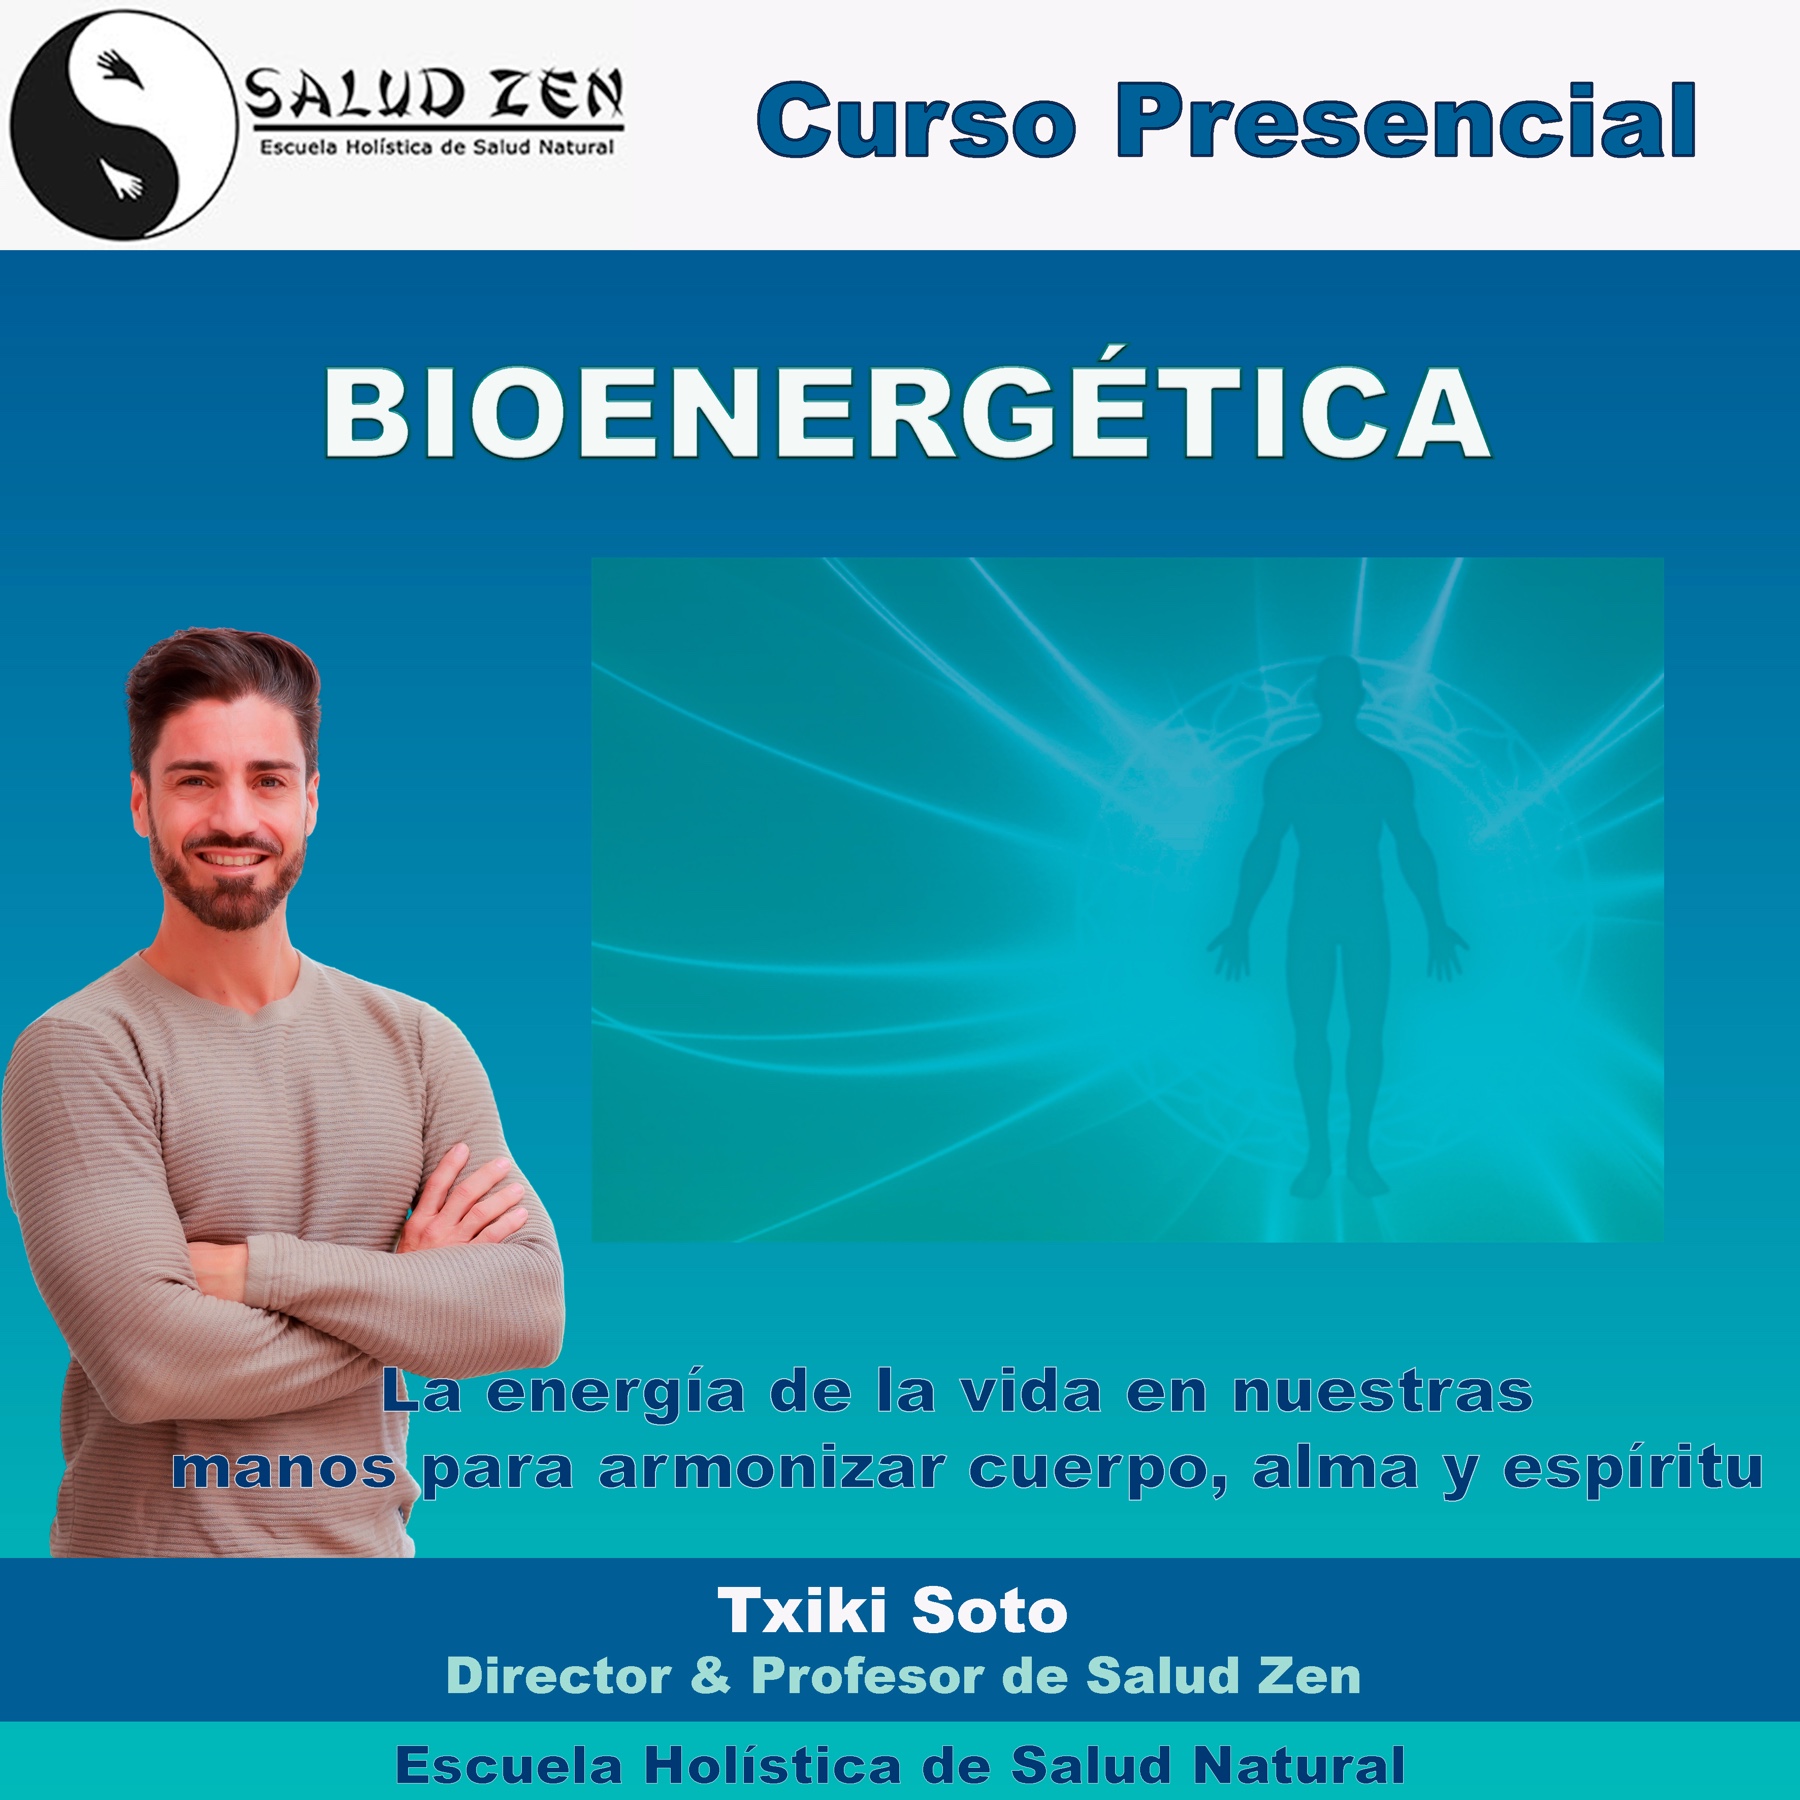 SALUD ZEN
Escuela Holística de Salud Natural
Curso Presencial
BIOENERGÉTICA
La energía de la vida en nuestras
manos para armonizar cuerpo, alma y espíritu
Txiki Soto
Director & Profesor de Salud Zen
Escuela Holística de Salud Natural